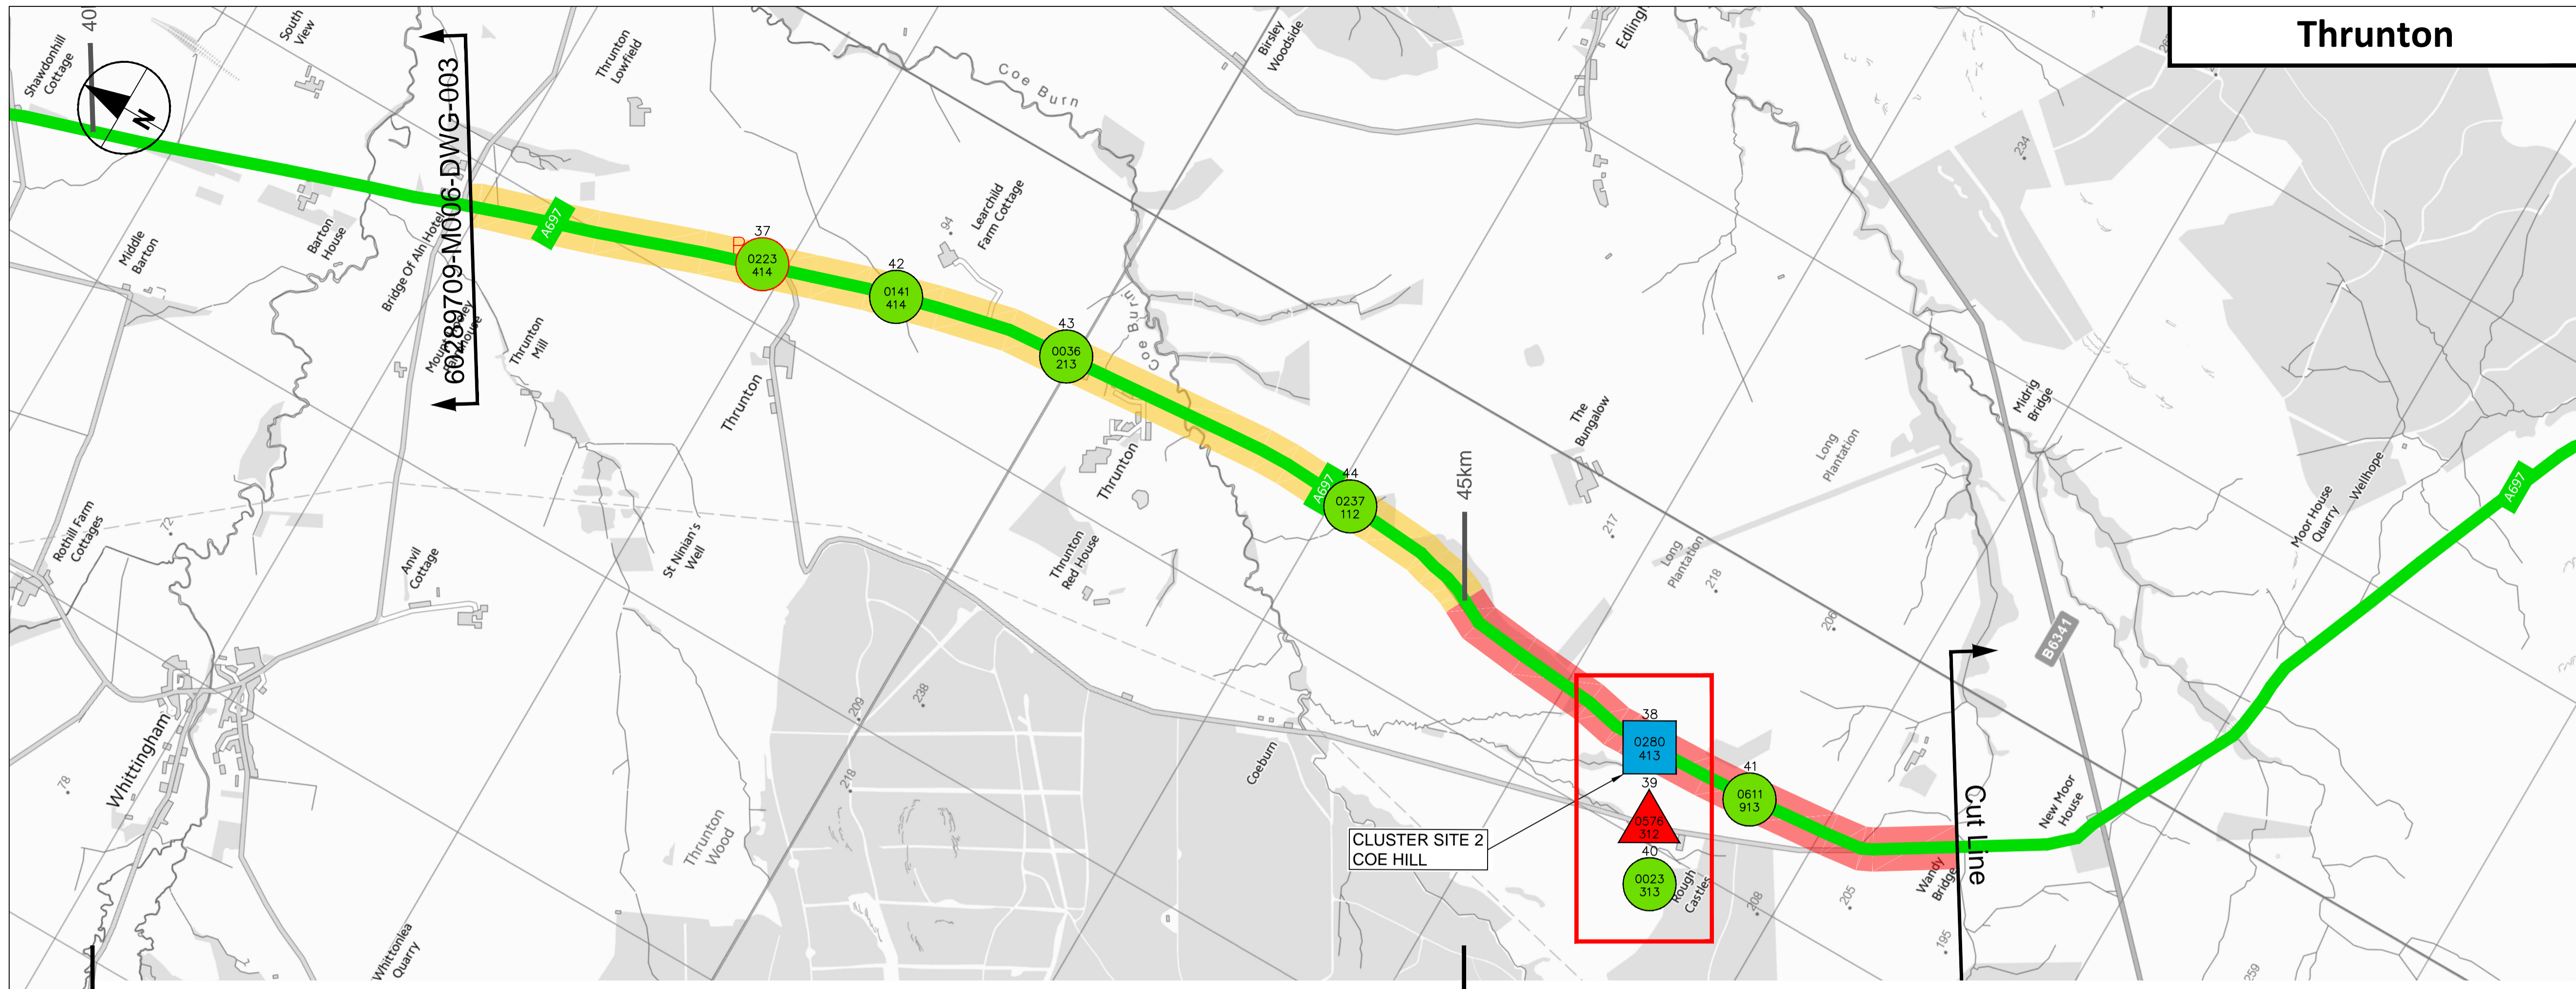 Thrunton
40
Shawdonhill
Cottage
N
South
View
60289709-M006-DWG-003
Thrunton
Lowfield
Coe Burn
Birsley
Woodside
234
Middle
Barton
Barton
House
Bridge Of Aln Hotel
A697
37
0223
414
42
0141
414
94
Learchild
Farm Cottage
43
0036
213
Coe Burn
Thrunton
Mill
Thrunton
Thrunton
44
A697
0237
112
45km
The
Bungalow
217
Long
Plantation
Long
Plantation
218
206
Midrig
Bridge
B6341
Moor House
Quarry
Wellhope
A697
Rothill Farm
Cottages
72
Anvil
Cottage
St Ninian's
Well
Thrunton
Red House
Whittingham
78
209
238
218
Thrunton
Wood
Coeburn
Whittonlea
Quarry
CLUSTER SITE 2
COE HILL
38
0280
413
39
0576
312
40
0023
313
41
0611
913
Rough
Castles
208
205
195
Wandy
Bridge
Cut Line
New Moor
House
259